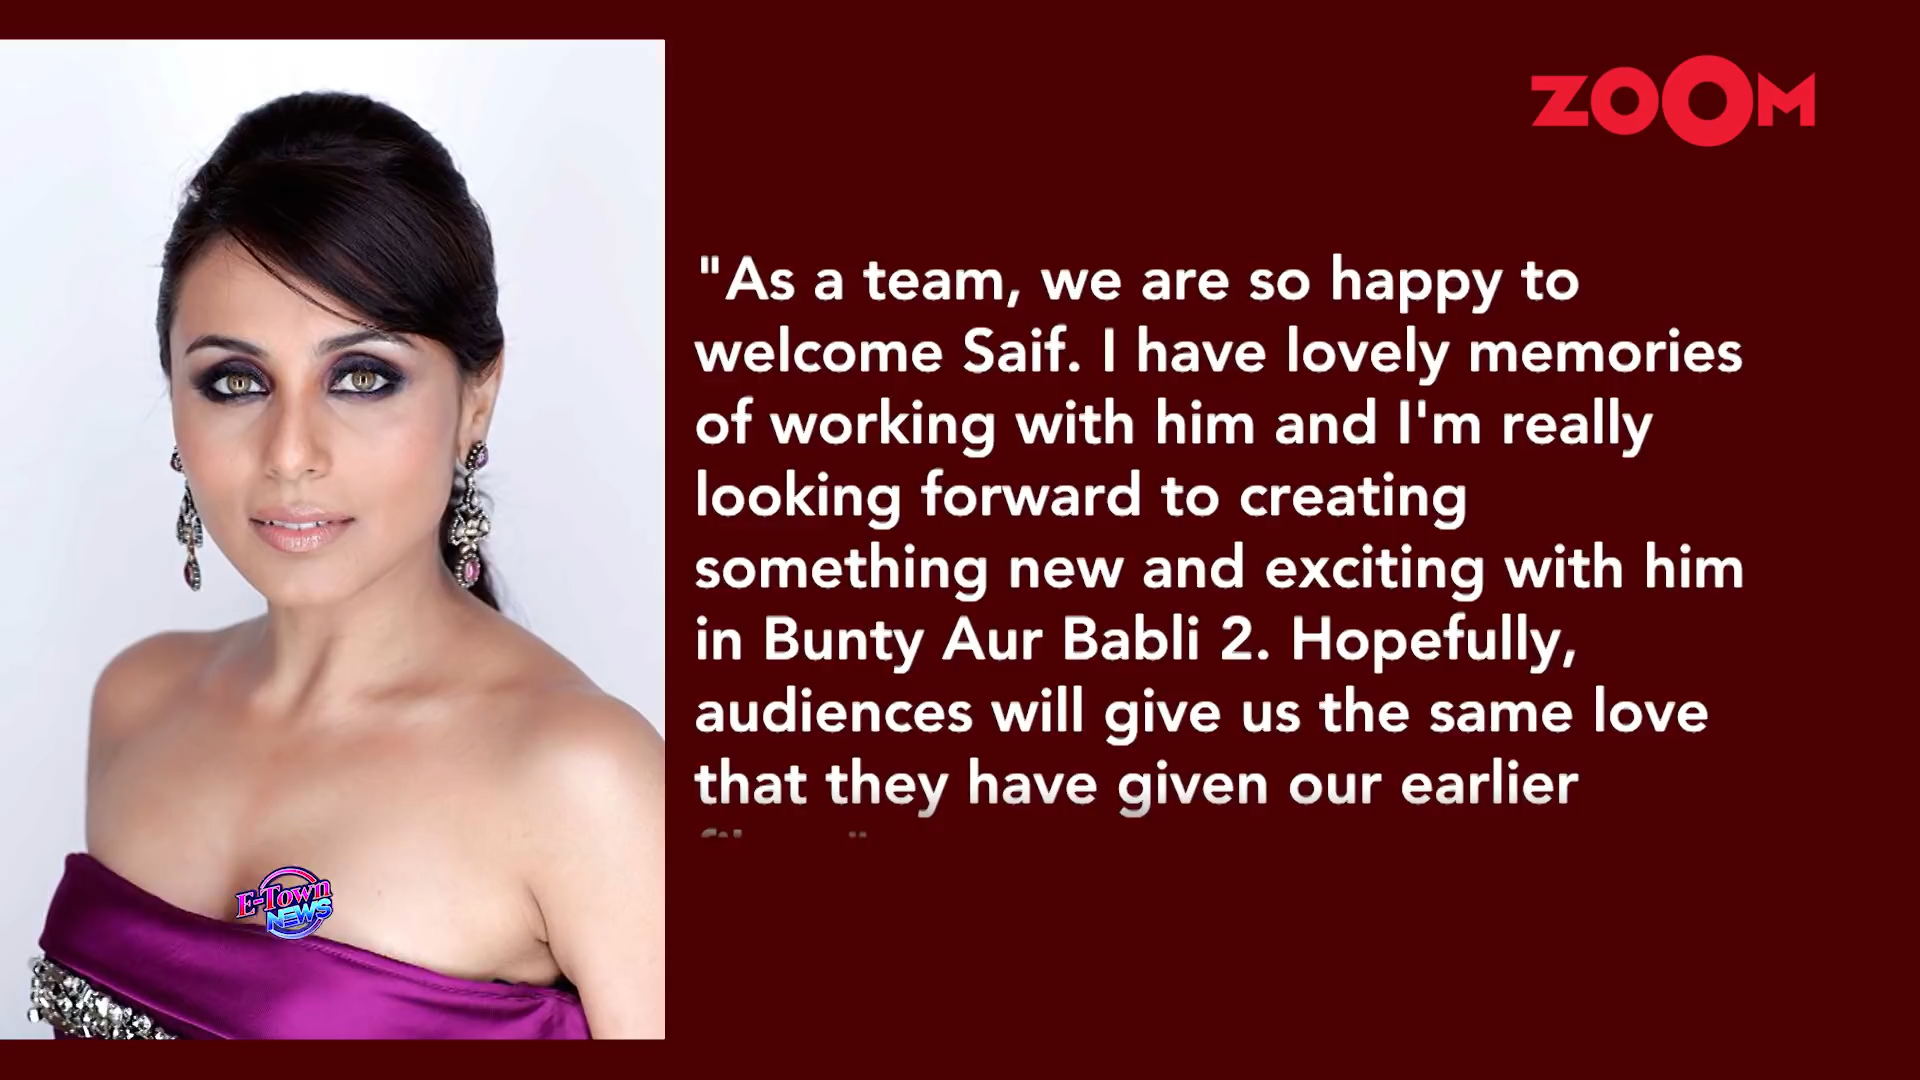 ZOOM
"As a team, we are so happy to
welcome Saif. I have lovely memories
of working with him and I'm really
looking forward to creating
something new and exciting with him
in Bunty Aur Babli 2. Hopefully,
audiences will give us the same love
that they have given our earlier
E-TOWN
NEWS